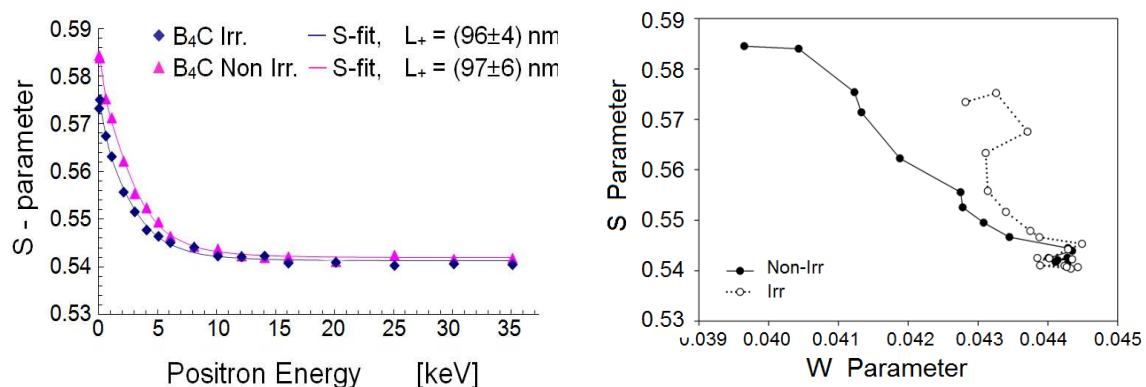 0.59
0.58
0.57
0.56
0.55
0.54
0.53
S - parameter
B₄C Irr. S-fit, L₊ = (96±4) nm
B₄C Non Irr. S-fit, L₊ = (97±6) nm
0 5 10 15 20 25 30 35
Positron Energy [keV]
0.59
0.58
0.57
0.56
0.55
0.54
0.53
S Parameter
Non-Irr
Irr
0.039 0.040 0.041 0.042 0.043 0.044 0.045
W Parameter